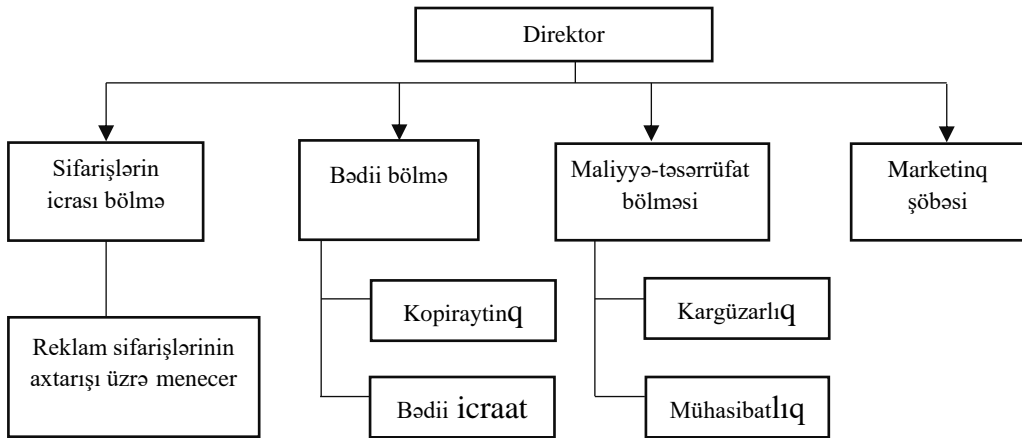 Direktor
Sifarişlərin
icrası bölmə
Bədii bölmə
Maliyyə-təsərrüfat
bölməsi
Marketinq
şöbəsi
Kopiraytinq
Kargüzarlıq
Reklam sifarişlərinin
axtarışı üzrə menecer
Bədii icraat
Mühasibatlıq